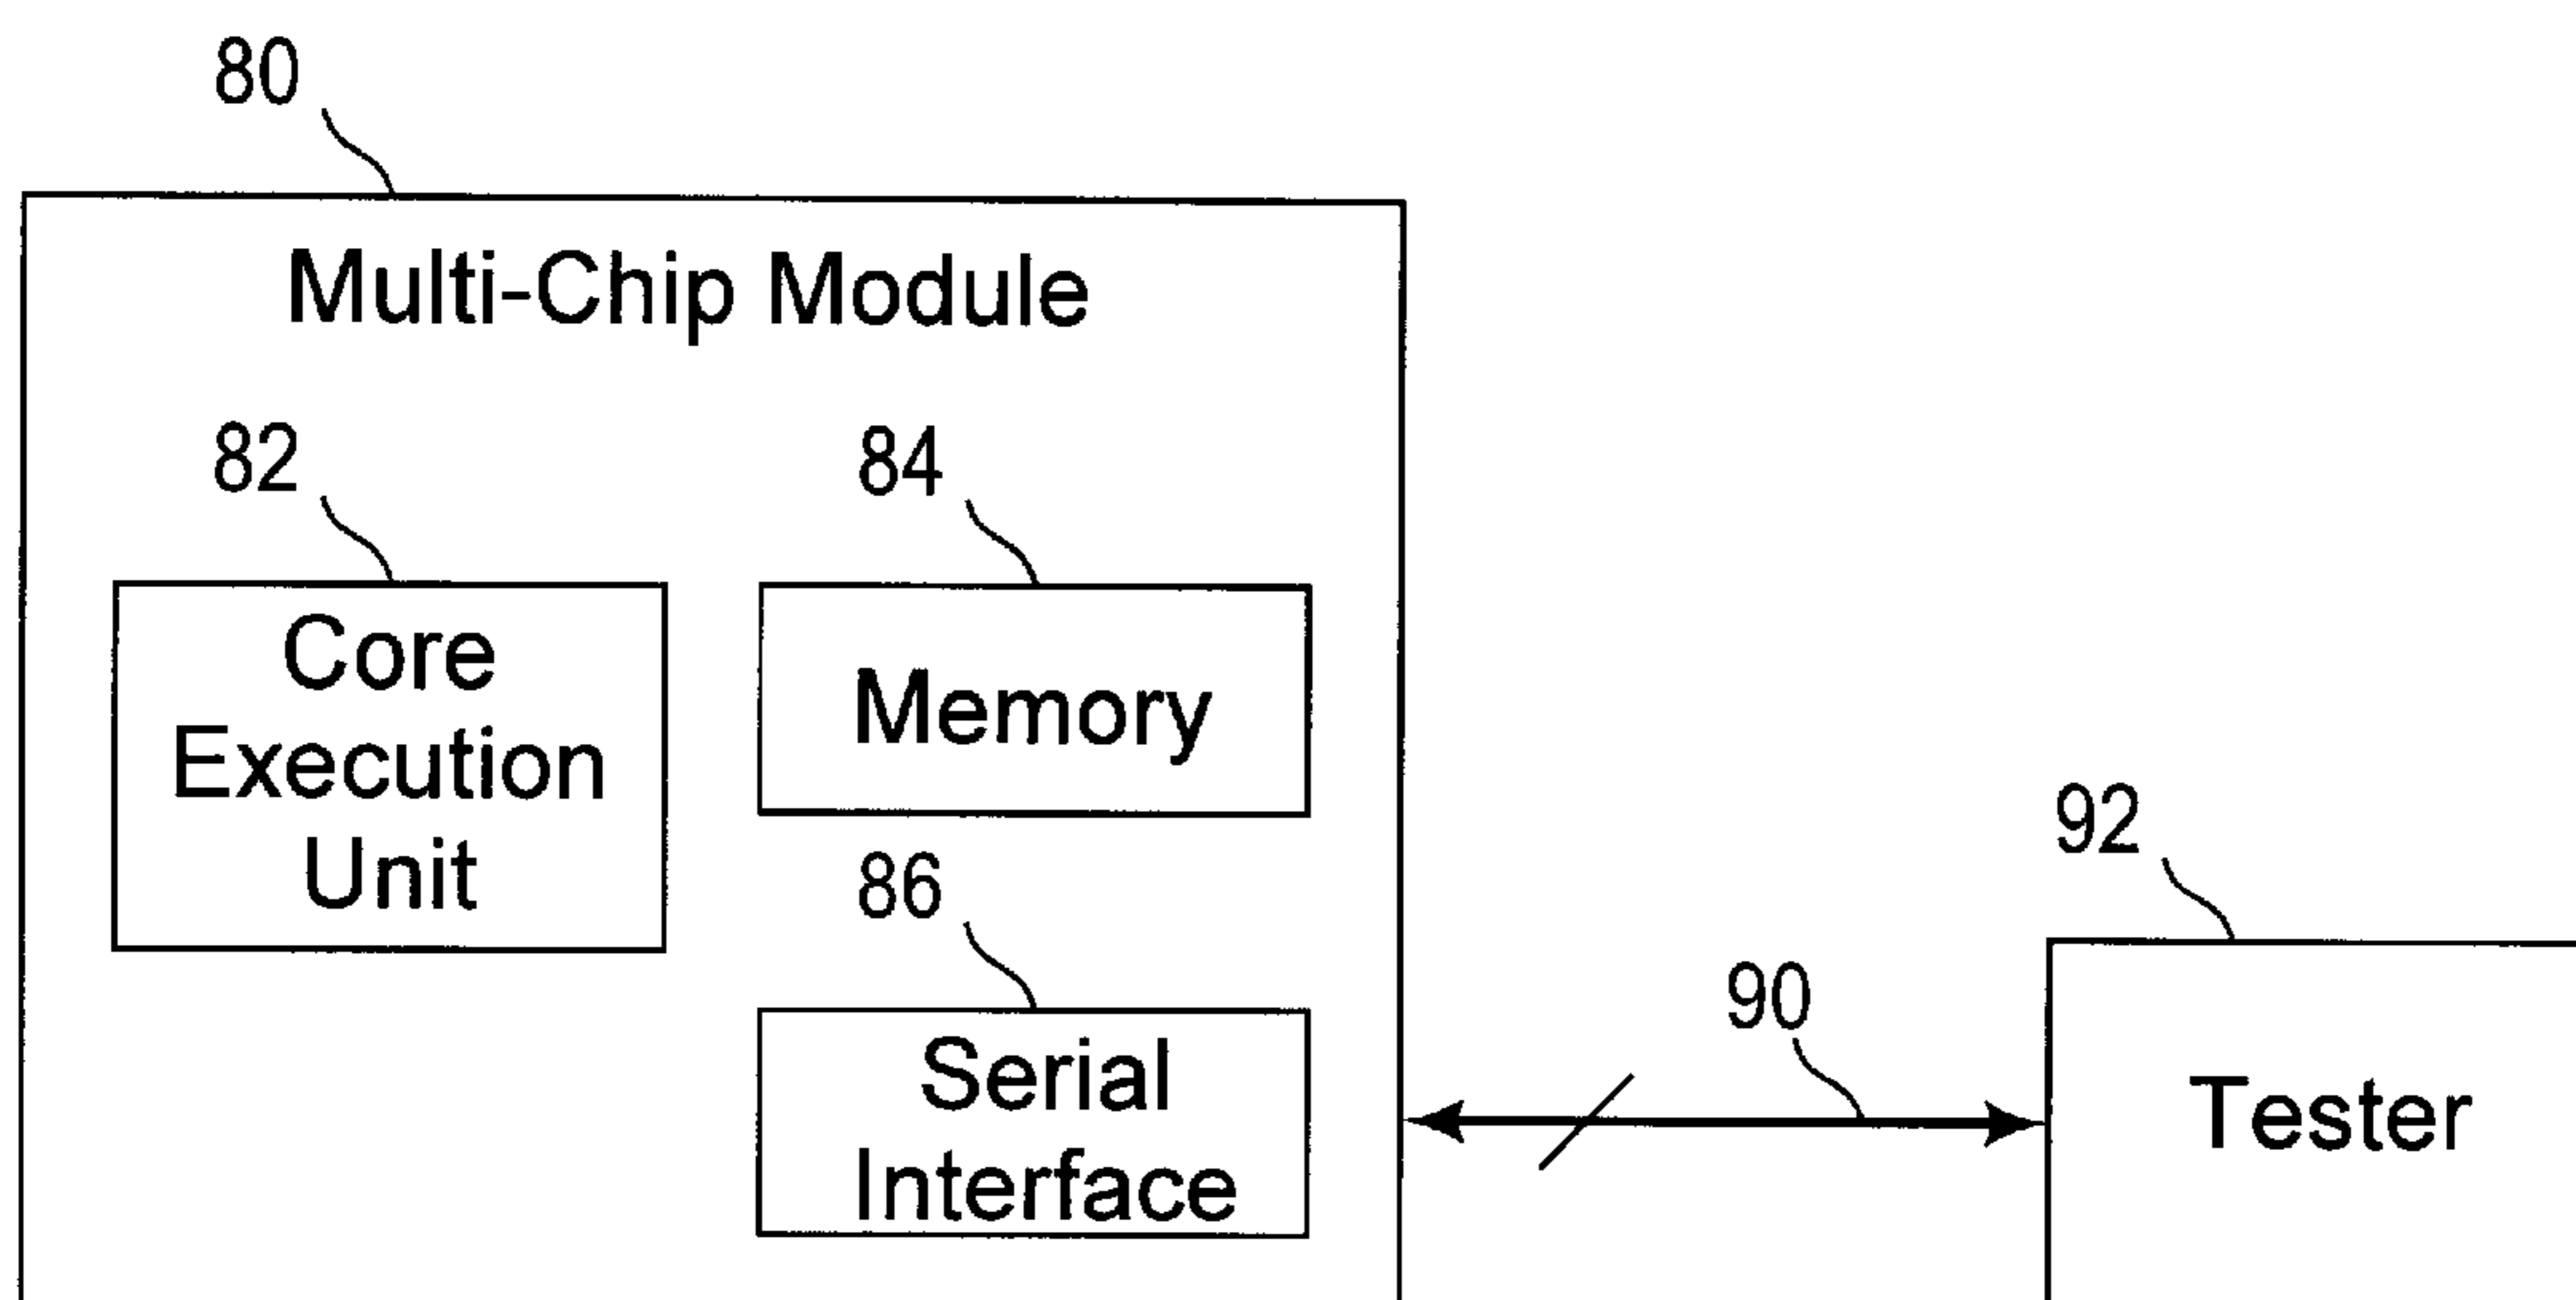 80
Multi-Chip Module
82
84
Core
Execution
Unit
Memory
86
Serial
Interface
90
92
Tester